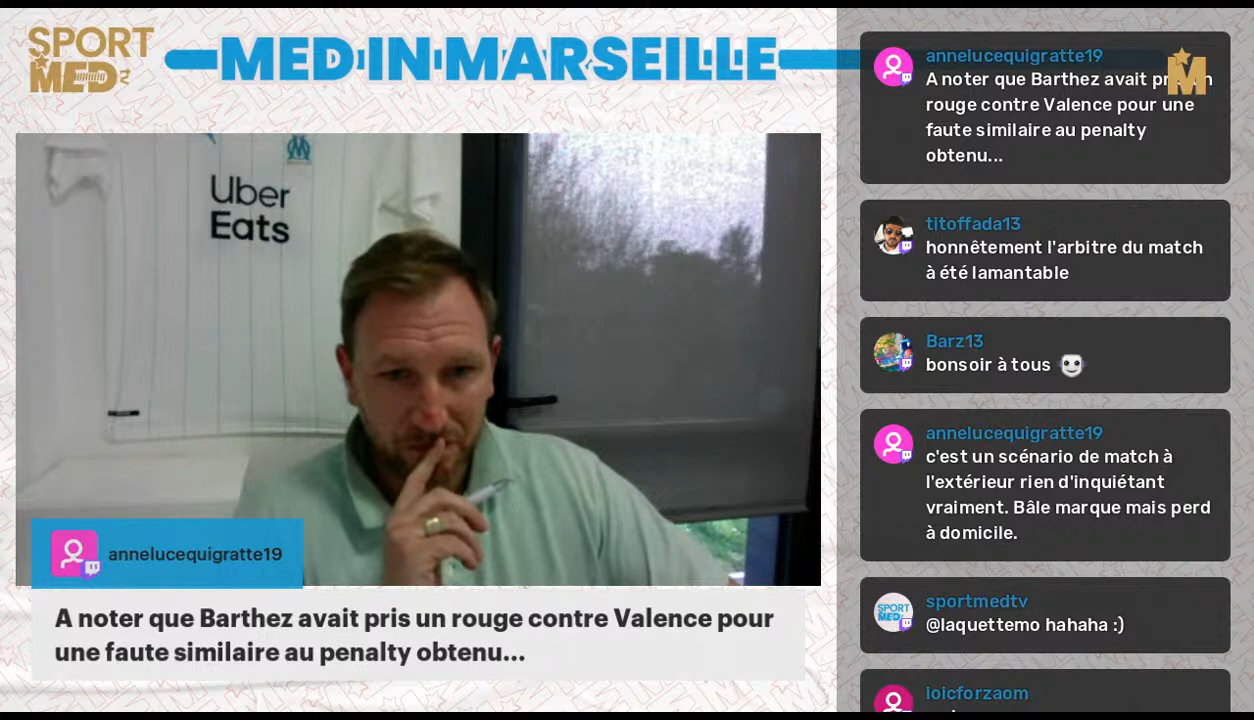 SPORT
MED
MED IN MARSEILLE
Uber
Eats
annelucequigratte19
A noter que Barthez avait pris un rouge contre Valence pour
une faute similaire au penalty obtenu...
annelucequigratte19
A noter que Barthez avait
rouge contre Valence pour une
faute similaire au penalty
obtenu...
M
titoffada13
honnêtement l'arbitre du match
à été lamantable
Barz13
bonsoir à tous
annelucequigratte19
c'est un scénario de match à
l'extérieur rien d'inquiétant
vraiment. Bâle marque mais perd
à domicile.
SPORT
MED
sportmedtv
@laquettemo hahaha :)